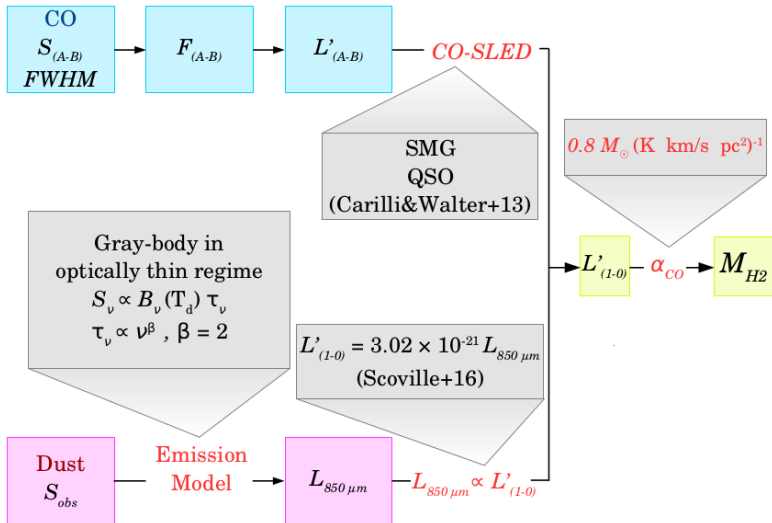 CO
S(A-B)
FWHM
F(A-B)
L'(A-B)
CO-SLED
SMG
QSO
(Carilli&Walter+13)
0.8 M☉ (K km/s pc²)⁻¹
L'(1-0)
αCO
MH2
Gray-body in
optically thin regime
Sν ∝ Bν (Td) τν
τν ∝ νᵝ , β = 2
L'(1-0) = 3.02 × 10⁻²¹ L850 μm
(Scoville+16)
Dust
Sobs
Emission
Model
L850 μm
L850 μm ∝ L'(1-0)